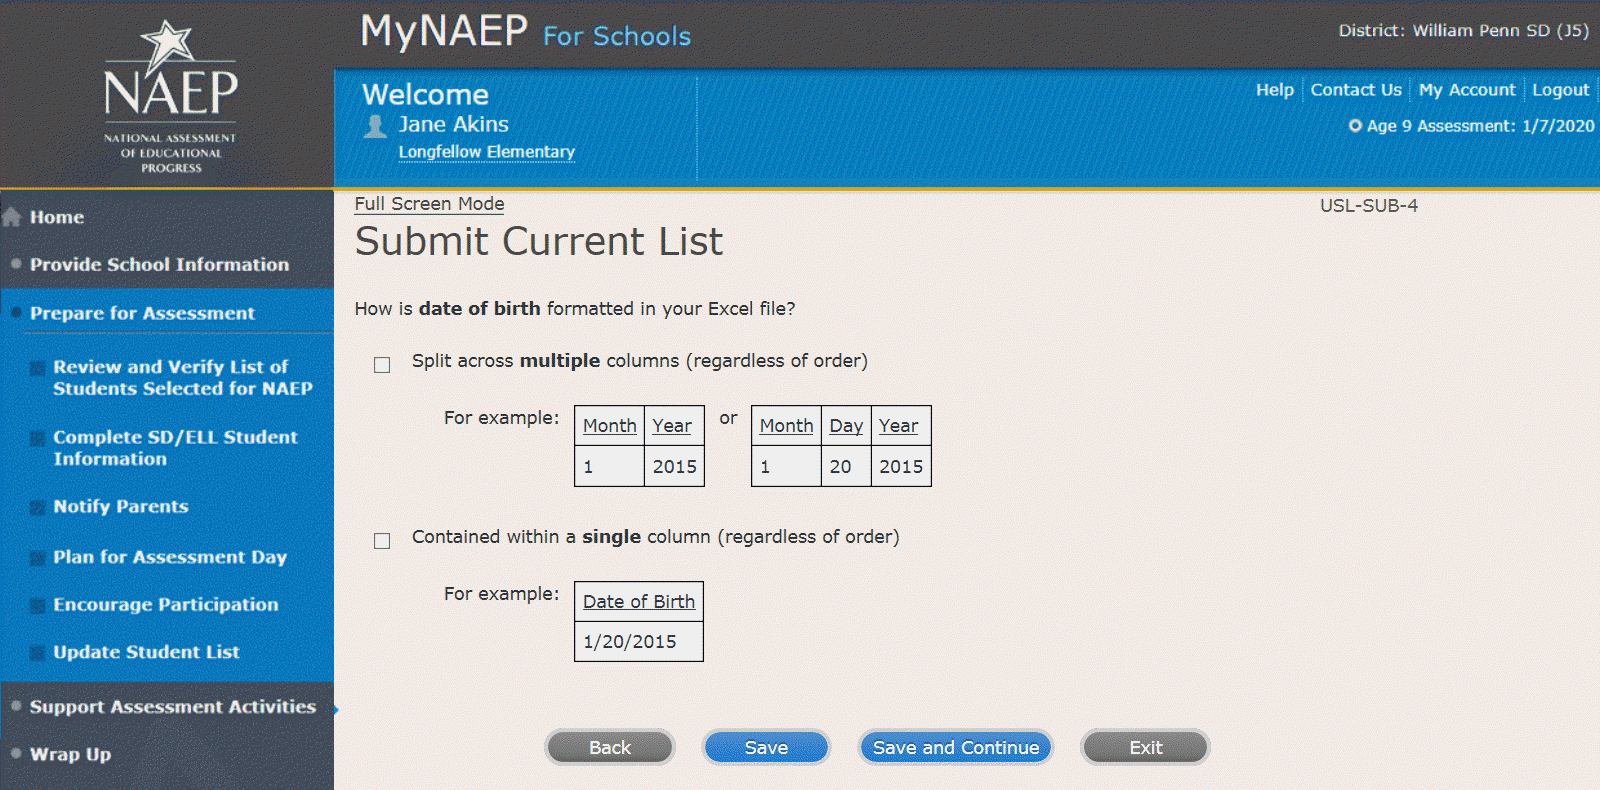 NAEP
NATIONAL ASSESSMENT
OF EDUCATIONAL
PROGRESS
MyNAEP For Schools
District: William Penn SD (J5)
Welcome
Jane Akins
Longfellow Elementary
Help
Contact Us
My Account
Logout
Age 9 Assessment: 1/7/2020
Home
Provide School Information
Prepare for Assessment
Review and Verify List of
Students Selected for NAEP
Complete SD/ELL Student
Information
Notify Parents
Plan for Assessment Day
Encourage Participation
Update Student List
Support Assessment Activities
Wrap Up
Full Screen Mode
USL-SUB-4
Submit Current List
How is date of birth formatted in your Excel file?
Split across multiple columns (regardless of order)
For example:
Month Year
1 2015
or
Month Day Year
1 20 2015
Contained within a single column (regardless of order)
For example:
Date of Birth
1/20/2015
Back
Save
Save and Continue
Exit